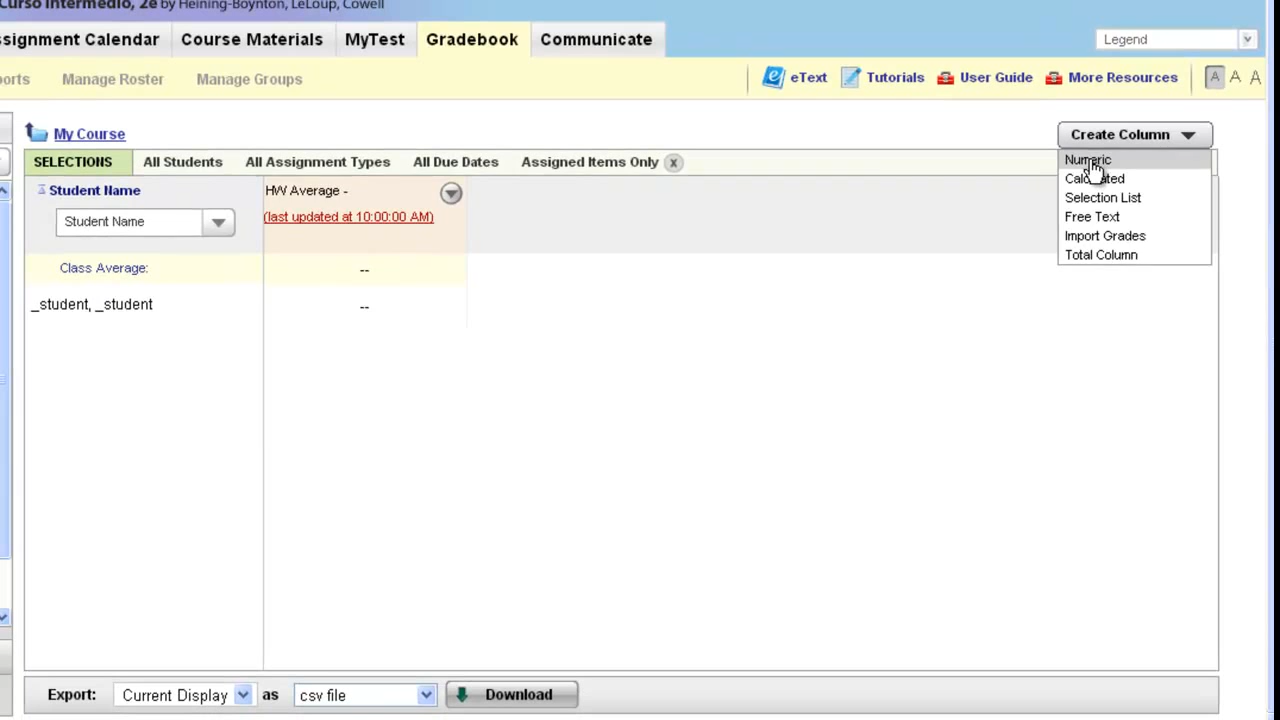 Curso Intermedio, 2e by Heining-Boynton, LeLoup, Cowell
ssignment Calendar Course Materials MyTest Gradebook Communicate
Legend
orts Manage Roster Manage Groups
eText Tutorials User Guide More Resources A A A
My Course
Create Column
SELECTIONS All Students All Assignment Types All Due Dates Assigned Items Only x
Numeric
Calculated
Selection List
Free Text
Import Grades
Total Column
Student Name
HW Average -
(last updated at 10:00:00 AM)
Student Name
Class Average: --
_student, _student --
Export: Current Display as csv file Download